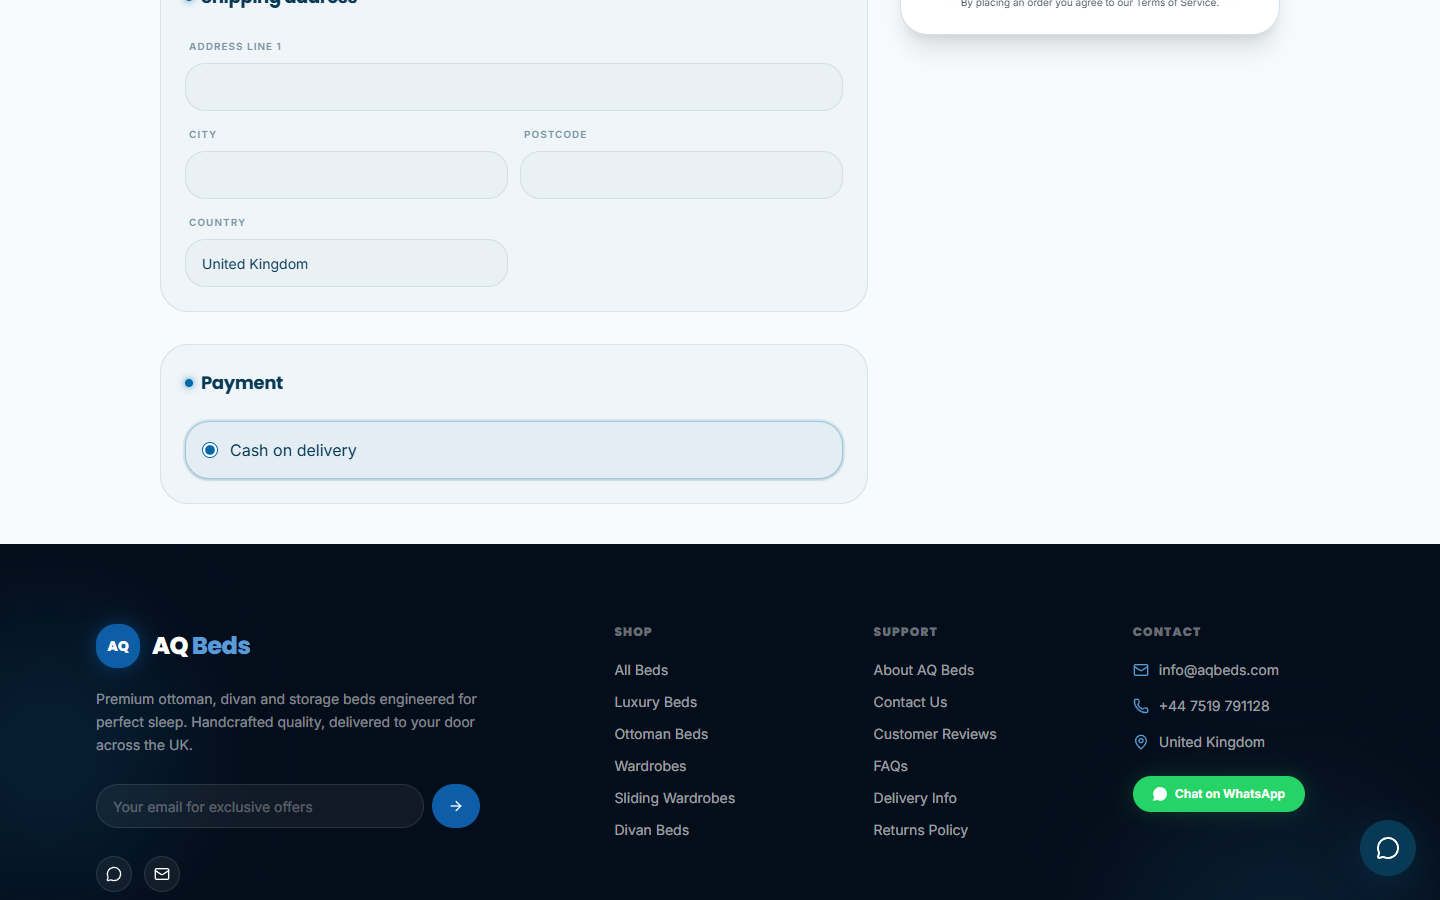 Shipping address
By placing an order you agree to our Terms of Service.
ADDRESS LINE 1
CITY
POSTCODE
COUNTRY
United Kingdom
Payment
Cash on delivery
AQ
AQ Beds
Premium ottoman, divan and storage beds engineered for
perfect sleep. Handcrafted quality, delivered to your door
across the UK.
Your email for exclusive offers
SHOP
All Beds
Luxury Beds
Ottoman Beds
Wardrobes
Sliding Wardrobes
Divan Beds
SUPPORT
About AQ Beds
Contact Us
Customer Reviews
FAQs
Delivery Info
Returns Policy
CONTACT
info@aqbeds.com
+44 7519 791128
United Kingdom
Chat on WhatsApp